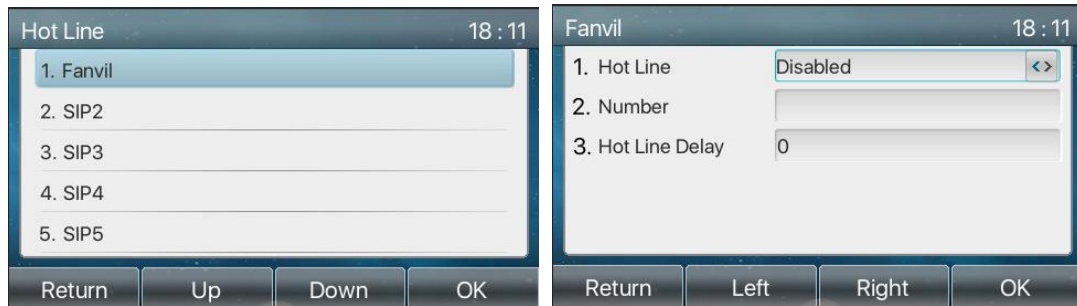 Hot Line 18 : 11
1. Fanvil
2. SIP2
3. SIP3
4. SIP4
5. SIP5
Return Up Down OK
Fanvil 18 : 11
1. Hot Line Disabled <>
2. Number
3. Hot Line Delay 0
Return Left Right OK